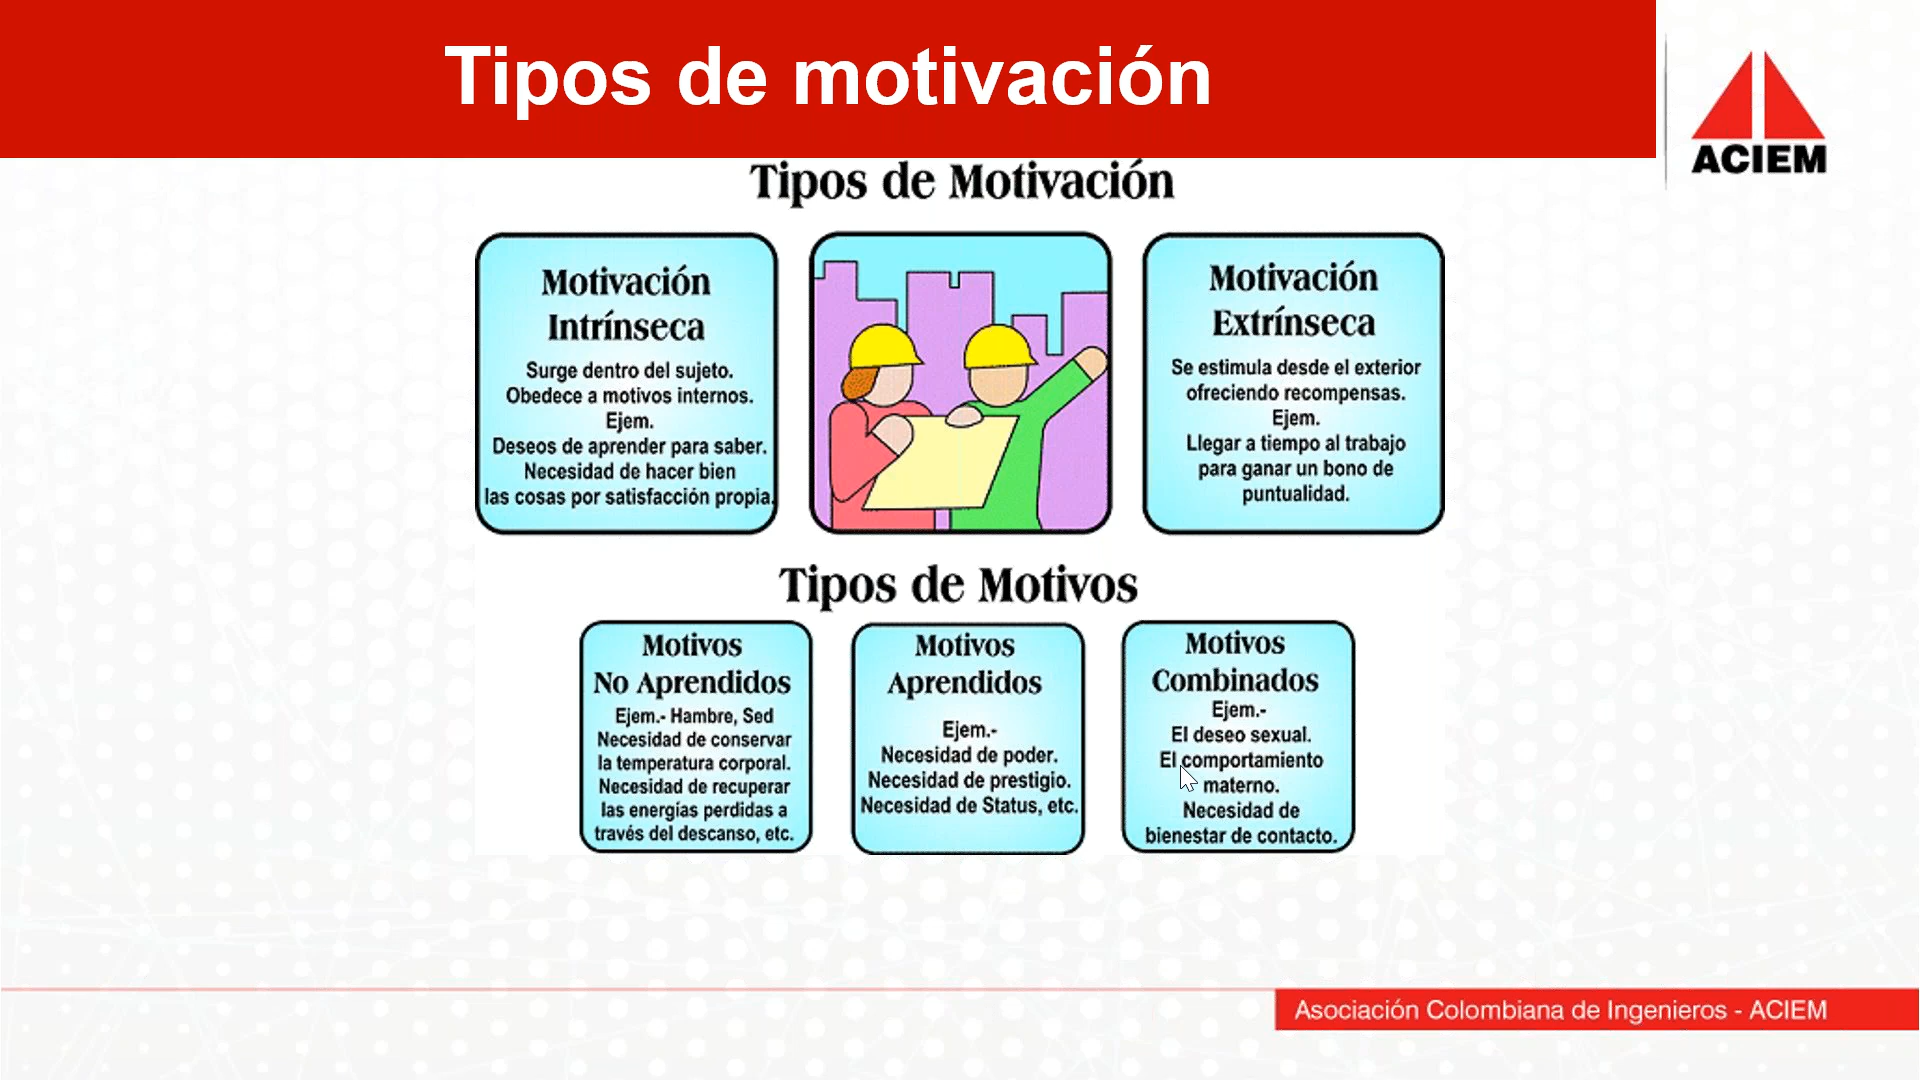 Tipos de motivación
ACIEM
Tipos de Motivación
Motivación
Intrínseca
Surge dentro del sujeto.
Obedece a motivos internos.
Ejem.
Deseos de aprender para saber.
Necesidad de hacer bien
las cosas por satisfacción propia.
Motivación
Extrínseca
Se estimula desde el exterior
ofreciendo recompensas.
Ejem.
Llegar a tiempo al trabajo
para ganar un bono de
puntualidad.
Tipos de Motivos
Motivos
No Aprendidos
Ejem.- Hambre, Sed
Necesidad de conservar
la temperatura corporal.
Necesidad de recuperar
las energías perdidas a
través del descanso, etc.
Motivos
Aprendidos
Ejem.-
Necesidad de poder.
Necesidad de prestigio.
Necesidad de Status, etc.
Motivos
Combinados
Ejem.-
El deseo sexual.
El comportamiento
materno.
Necesidad de
bienestar de contacto.
Asociación Colombiana de Ingenieros - ACIEM